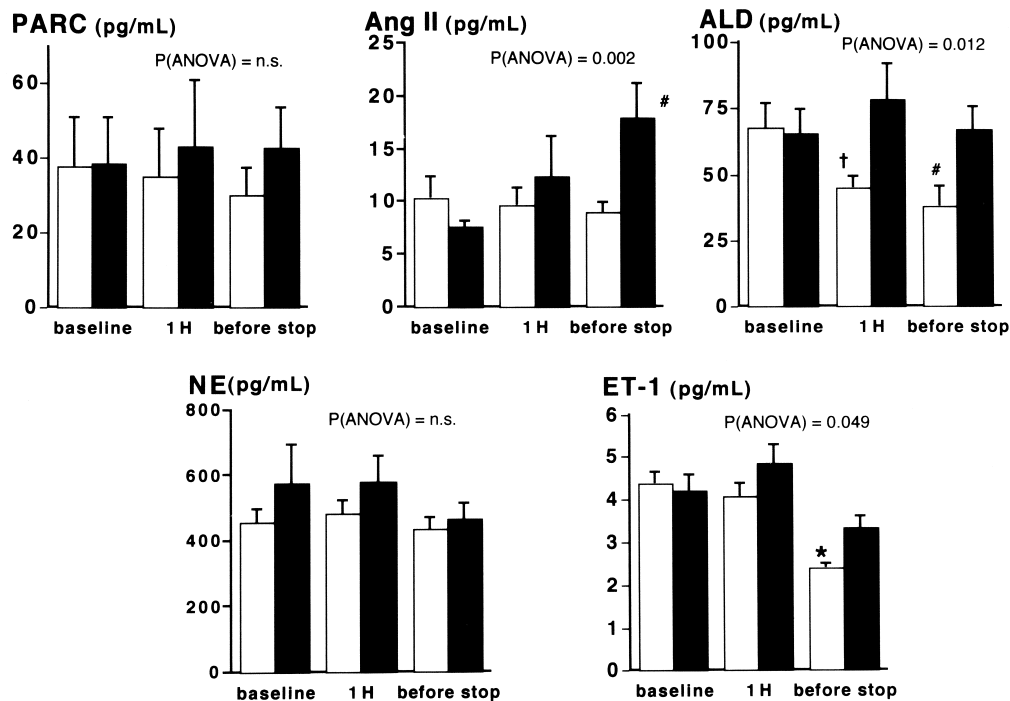 PARC (pg/mL)
P(ANOVA) = n.s.
60
40
20
0
baseline 1 H before stop
Ang II (pg/mL)
P(ANOVA) = 0.002
25
20
15
10
5
0
#
baseline 1 H before stop
ALD (pg/mL)
P(ANOVA) = 0.012
100
75
50
25
0
†
#
baseline 1 H before stop
NE(pg/mL)
P(ANOVA) = n.s.
800
600
400
200
0
baseline 1 H before stop
ET-1 (pg/mL)
P(ANOVA) = 0.049
6
5
4
3
2
1
0
*
baseline 1 H before stop